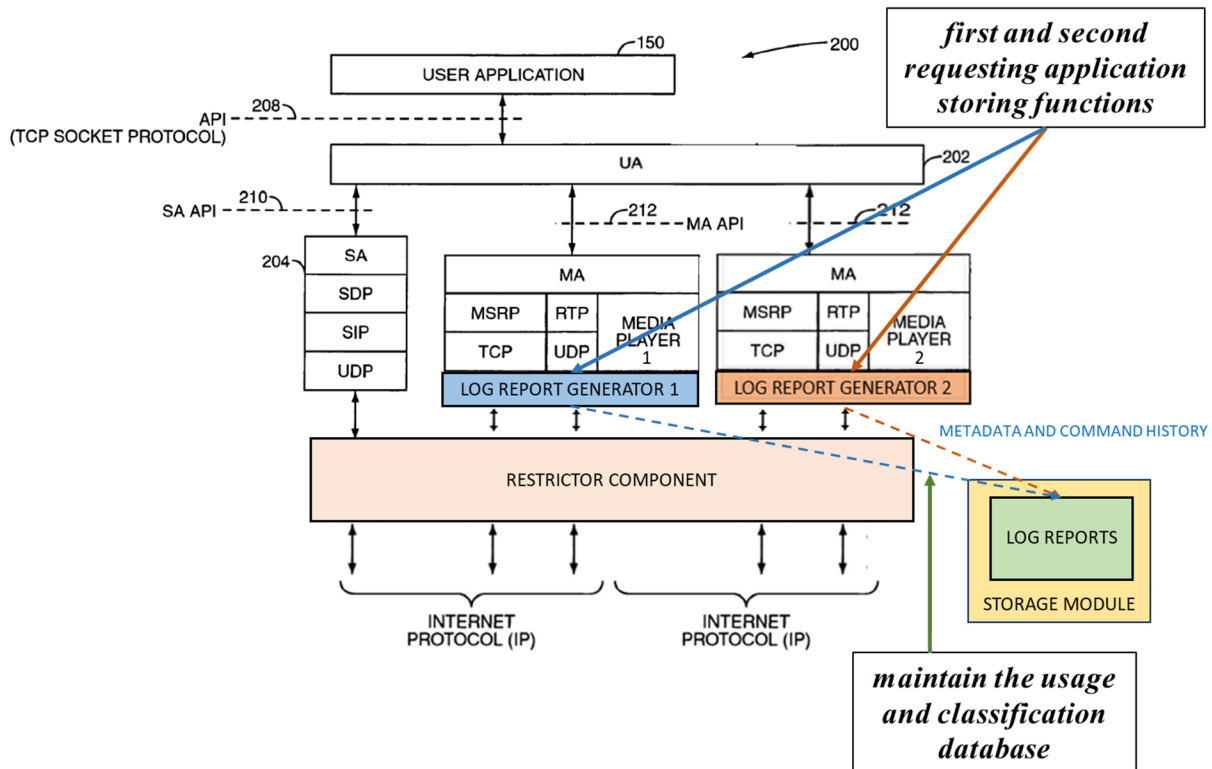 150
200
first and second
requesting application
storing functions
USER APPLICATION
208
API
(TCP SOCKET PROTOCOL)
UA
202
210
SA API
212
MA API
212
204
SA
SDP
SIP
UDP
MA
MSRP
RTP
MEDIA
PLAYER
1
TCP
UDP
LOG REPORT GENERATOR 1
MA
MSRP
RTP
MEDIA
PLAYER
2
TCP
UDP
LOG REPORT GENERATOR 2
METADATA AND COMMAND HISTORY
RESTRICTOR COMPONENT
LOG REPORTS
STORAGE MODULE
INTERNET
PROTOCOL (IP)
INTERNET
PROTOCOL (IP)
maintain the usage
and classification
database